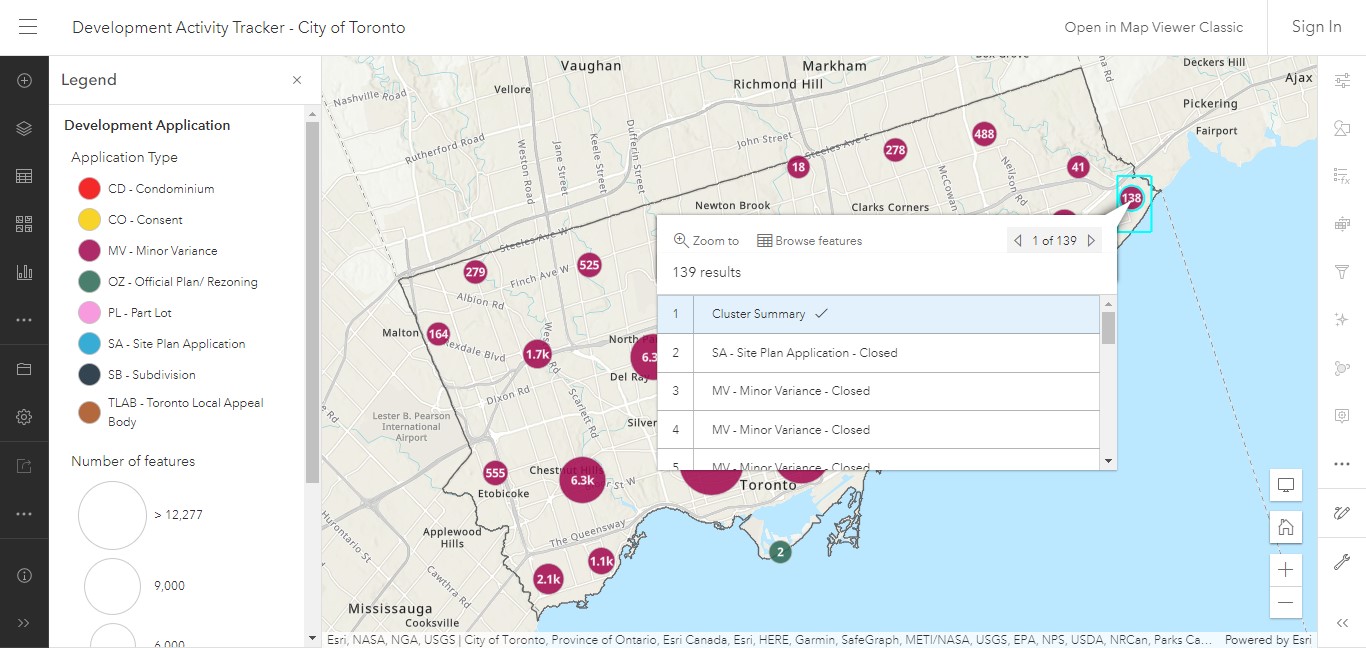 Development Activity Tracker - City of Toronto
Open in Map Viewer Classic
Sign In
Legend
Development Application
Application Type
CD - Condominium
CO - Consent
MV - Minor Variance
OZ - Official Plan/ Rezoning
PL - Part Lot
SA - Site Plan Application
SB - Subdivision
TLAB - Toronto Local Appeal
Body
Number of features
> 12,277
9,000
6,000
Vaughan
Markham
Richmond Hill
Deckers Hill
Ajax
Vellore
Nashville Road
Pickering
Fairport
Rutherford Road
Weston Road
Jane Street
Keele Street
Dufferin Street
John Street
Steeles Ave E
488
278
18
41
McCowan
Neilson Rd
138
Newton Brook
Clarks Corners
Steeles Ave W
Finch Ave W
279
525
Albion Rd
Malton
164
Rexdale Blvd
1.7k
Dixon Rd
Scarlett Rd
Del Ray
6.3
Lester B. Pearson
International
Airport
Zoom to
Browse features
1 of 139
139 results
1 Cluster Summary
2 SA - Site Plan Application - Closed
3 MV - Minor Variance - Closed
4 MV - Minor Variance - Closed
5 MV - Minor Variance - Closed
555
6.3k
Etobicoke
Toronto
Huronontario St
Applewood
Hills
The Queensway
1.1k
2.1k
2
Cawthra Rd
Mississauga
Cooksville
Esri, NASA, NGA, USGS | City of Toronto, Province of Ontario, Esri Canada, Esri, HERE, Garmin, SafeGraph, METI/NASA, USGS, EPA, NPS, USDA, NRCan, Parks Ca...
Powered by Esri